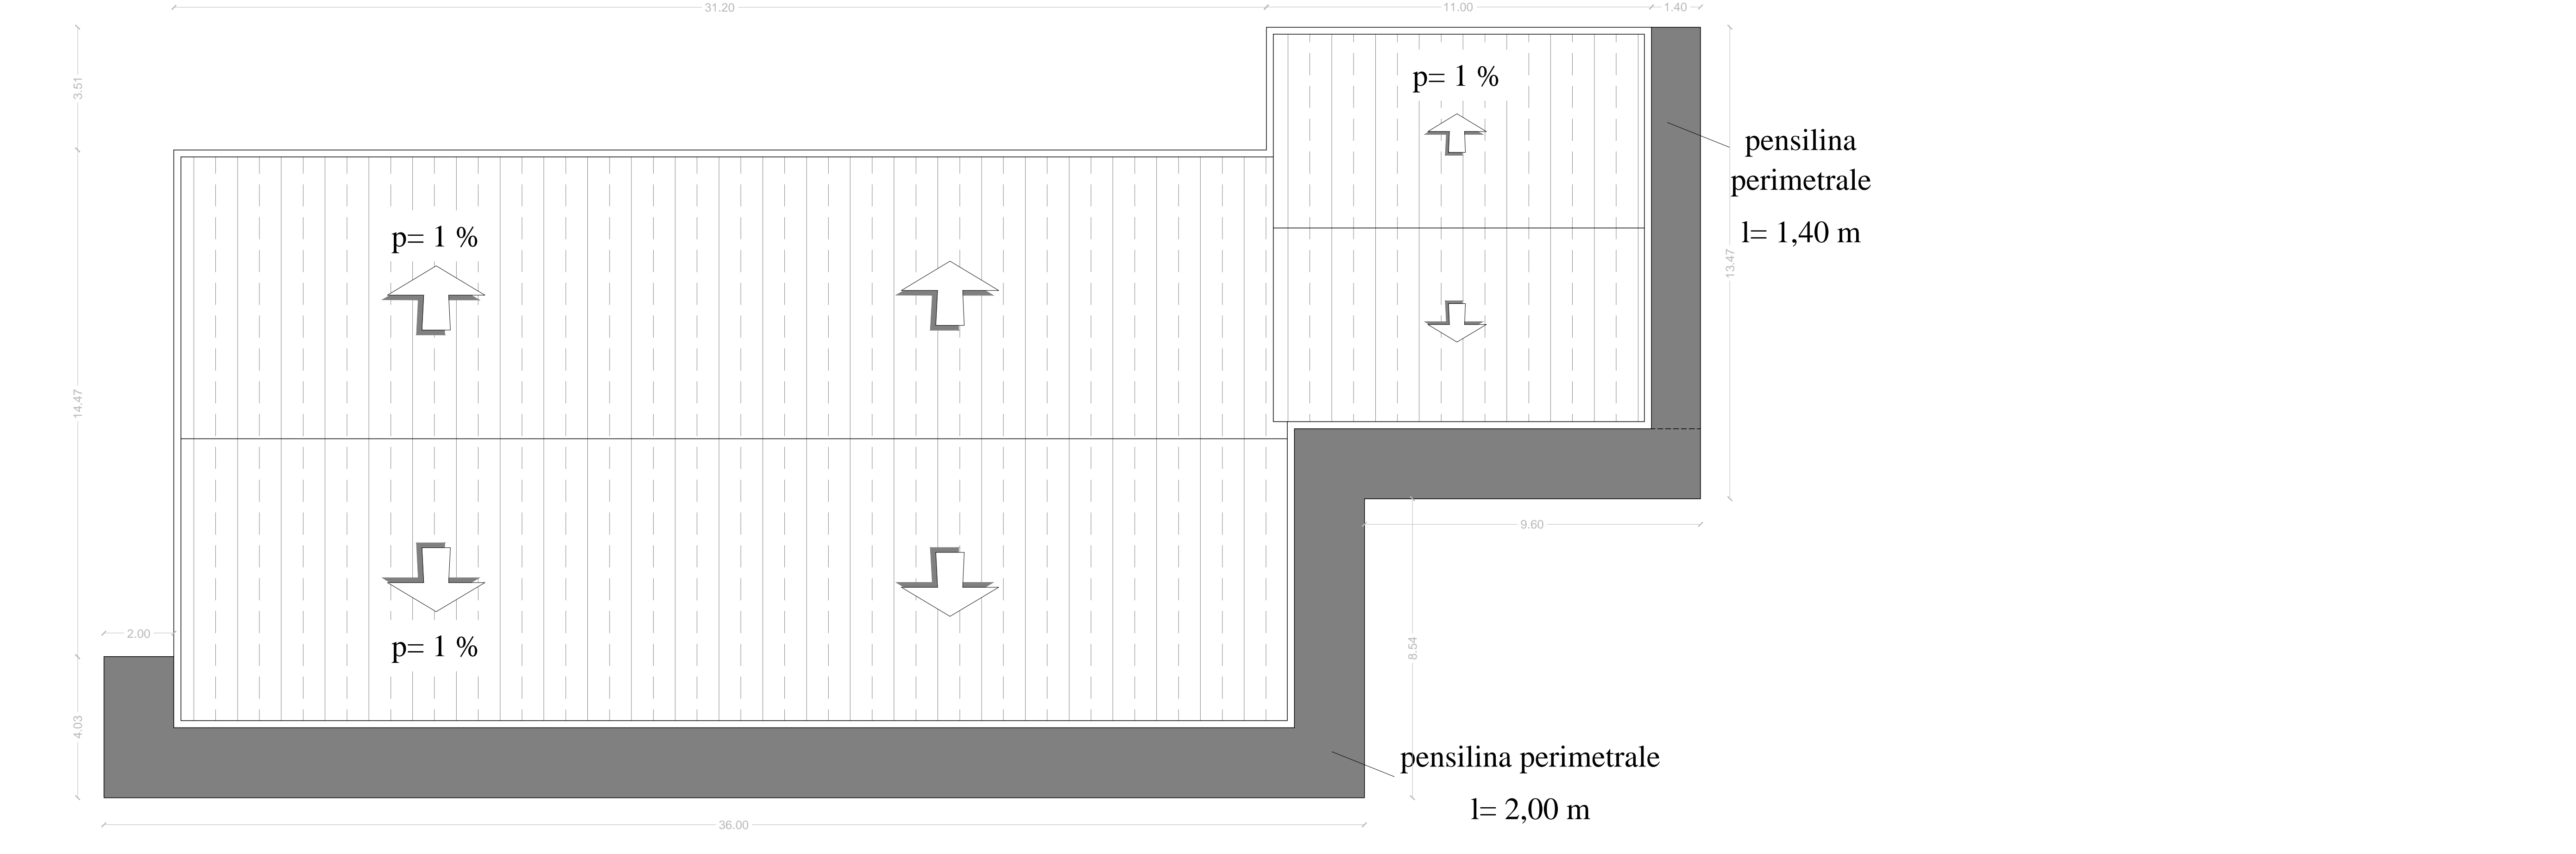 31.20
11.00
1.40
3.51
p= 1 %
pensilina
perimetrale
l= 1,40 m
13.47
p= 1 %
14.47
9.60
2.00
p= 1 %
8.54
4.03
pensilina perimetrale
l= 2,00 m
36.00